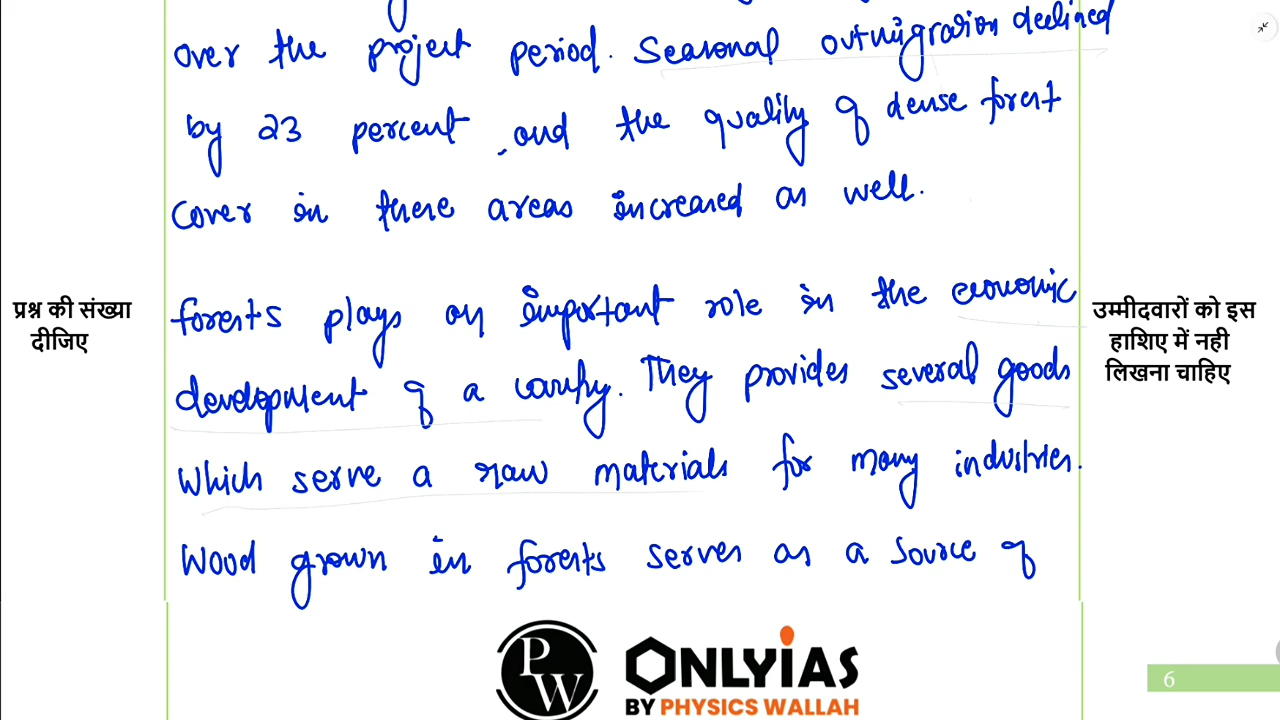 over the project period. Seasonal outmigration declined
by 23 percent, and the quality of dense forest
cover in there areas increased as well.
प्रश्न की संख्या
दीजिए
forests plays an important role in the economic
development of a country. They provides several goods
which serve a raw materials for many industries.
Wood grown in forests serves as a source of
उम्मीदवारों को इस
हाशिए में नही
लिखना चाहिए
PW
ONLYIAS
BY PHYSICS WALLAH
6